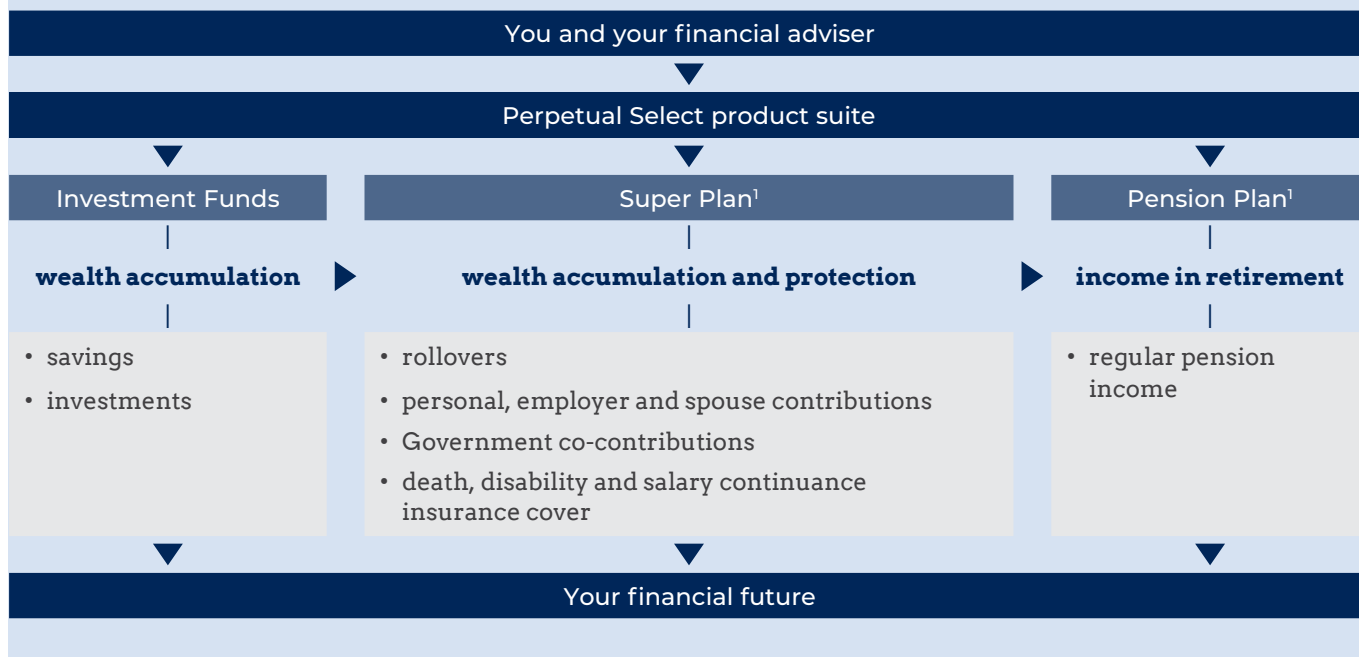 You and your financial adviser
Perpetual Select product suite
Investment Funds
Super Plan¹
Pension Plan¹
wealth accumulation
wealth accumulation and protection
income in retirement
• savings
• investments
• rollovers
• personal, employer and spouse contributions
• Government co-contributions
• death, disability and salary continuance
insurance cover
• regular pension
income
Your financial future